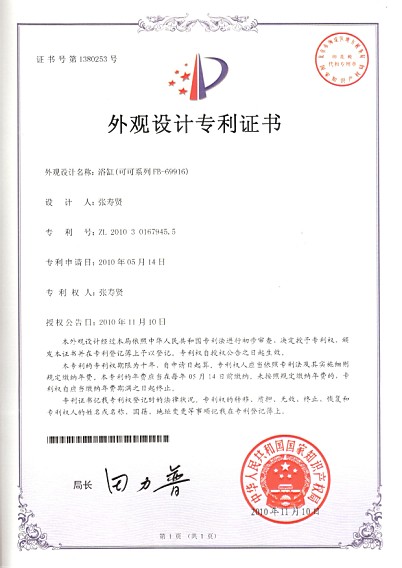 证书号第1380253号
外观设计专利证书
外观设计名称：浴缸(可可系列FB-69916)
设计人：张寿贤
专利号：ZL 2010 3 0167945.5
专利申请日：2010年05月14日
专利权人：张寿贤
授权公告日：2010年11月10日
本外观设计经过本局依照中华人民共和国专利法进行初步审查，决定授予专利权，颁
发本证书并在专利登记簿上予以登记。专利权自授权公告之日起生效。
本专利的专利权期限为十年，自申请日起算。专利权人应当依照专利法及其实施细则
规定缴纳年费。本专利的年费应当在每年05月14日前缴纳。未按照规定缴纳年费的，专
利权自应当缴纳年费期满之日起终止。
专利证书记载专利权登记时的法律状况。专利权的转移、质押、无效、终止、恢复和
专利权人的姓名或名称、国籍、地址变更等事项记载在专利登记簿上。
局长 田力普
中华人民共和国国家知识产权局
2010年11月10日
第1页（共1页）